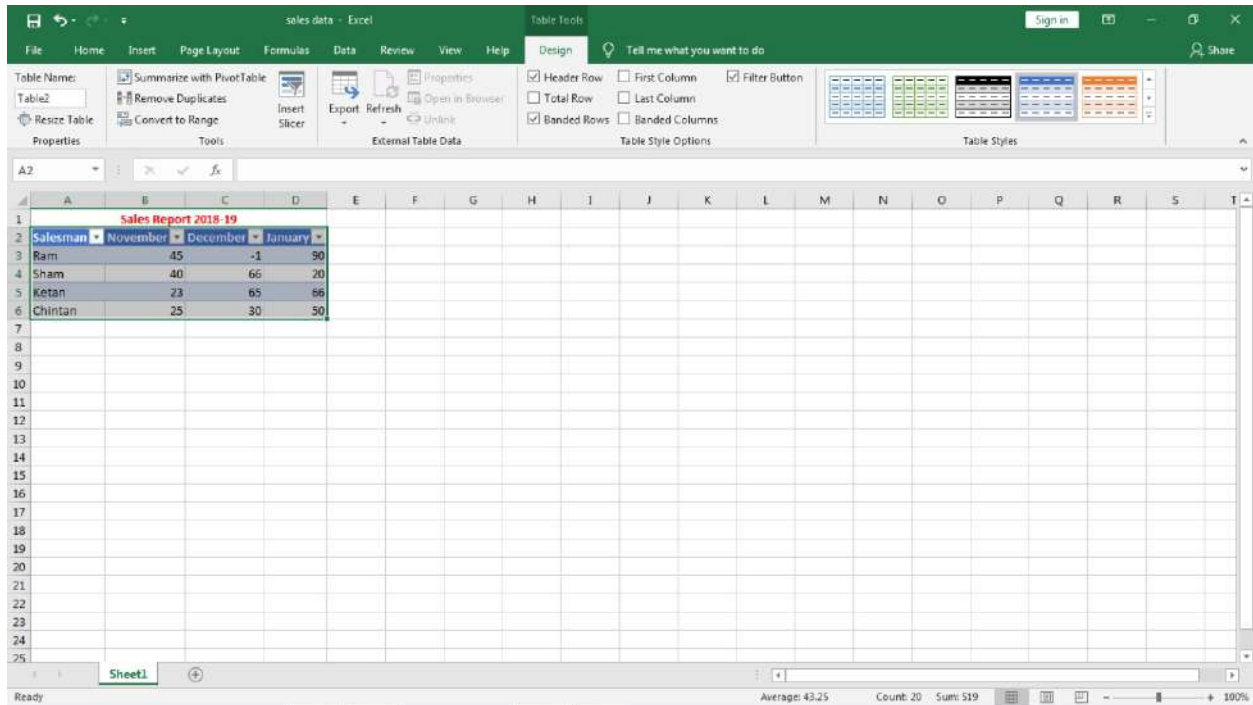 sales data - Excel
Table Tools
Sign in
File Home Insert Page Layout Formulas Data Review View Help Design Tell me what you want to do Share
Table Name:
Table2
Resize Table
Properties
Summarize with PivotTable
Remove Duplicates
Convert to Range
Tools
Insert
Slicer
Export Refresh
Properties
Open in Browser
Unlink
External Table Data
Header Row First Column Filter Button
Total Row Last Column
Banded Rows Banded Columns
Table Style Options
Table Styles
A2 fx
A B C D E F G H I J K L M N O P Q R S T
1 Sales Report 2018-19
2 Salesman November December January
3 Ram 45 -1 90
4 Sham 40 66 20
5 Ketan 23 65 66
6 Chintan 25 30 50
7
8
9
10
11
12
13
14
15
16
17
18
19
20
21
22
23
24
25
Sheet1
Ready Average: 43.25 Count: 20 Sum: 519 100%